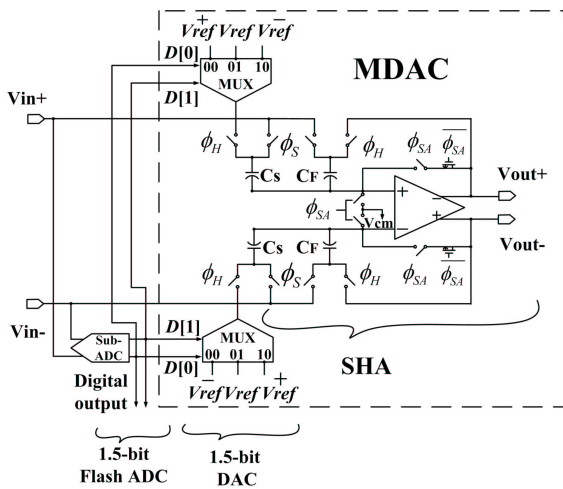 Vref+ Vref Vref−
D[0]
00 01 10
MDAC
D[1]
MUX
Vin+
ϕH ϕS ϕH
ϕSA ϕSA
Cs CF
Vout+
+ −
ϕSA
Vcm
− +
Vout-
Cs CF
ϕSA ϕSA
ϕH ϕS ϕH
Vin-
D[1]
MUX
Sub-ADC
00 01 10
D[0]
SHA
Digital output
Vref− Vref Vref+
1.5-bit
Flash ADC
1.5-bit
DAC